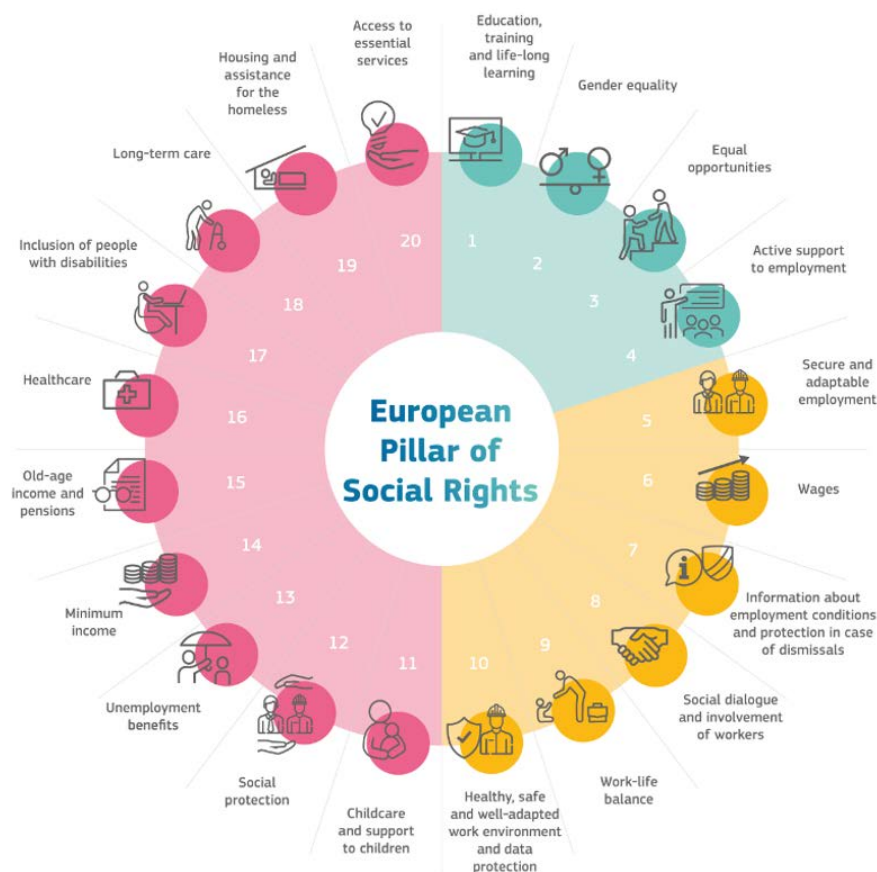 European
Pillar of
Social Rights
1
Education,
training
and life-long
learning
2
Gender equality
3
Equal
opportunities
4
Active support
to employment
5
Secure and
adaptable
employment
6
Wages
7
Information about
employment conditions
and protection in case
of dismissals
8
Social dialogue
and involvement
of workers
9
Work-life
balance
10
Healthy, safe
and well-adapted
work environment
and data
protection
11
Childcare
and support
to children
12
Social
protection
13
Unemployment
benefits
14
Minimum
income
15
Old-age
income and
pensions
16
Healthcare
17
Inclusion of people
with disabilities
18
Long-term care
19
Housing and
assistance
for the
homeless
20
Access to
essential
services
i